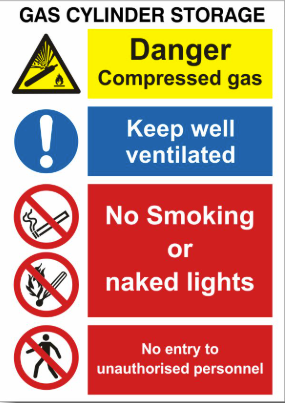 GAS CYLINDER STORAGE
Danger
Compressed gas
Keep well
ventilated
No Smoking
or
naked lights
No entry to
unauthorised personnel